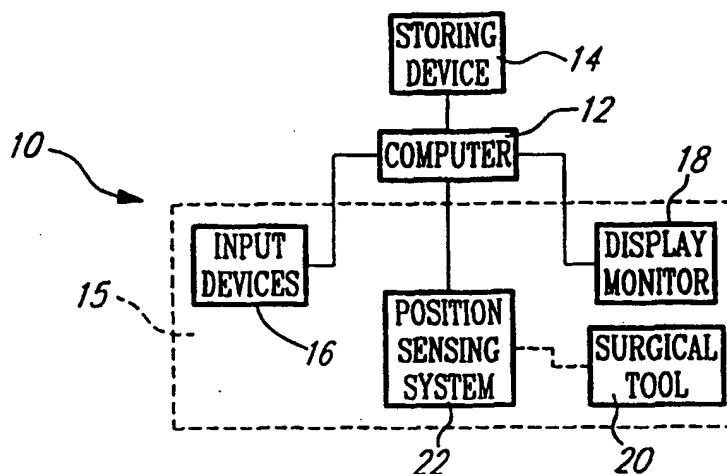 STORING
DEVICE
14
12
COMPUTER
10
18
INPUT
DEVICES
DISPLAY
MONITOR
15
16
POSITION
SENSING
SYSTEM
SURGICAL
TOOL
22
20